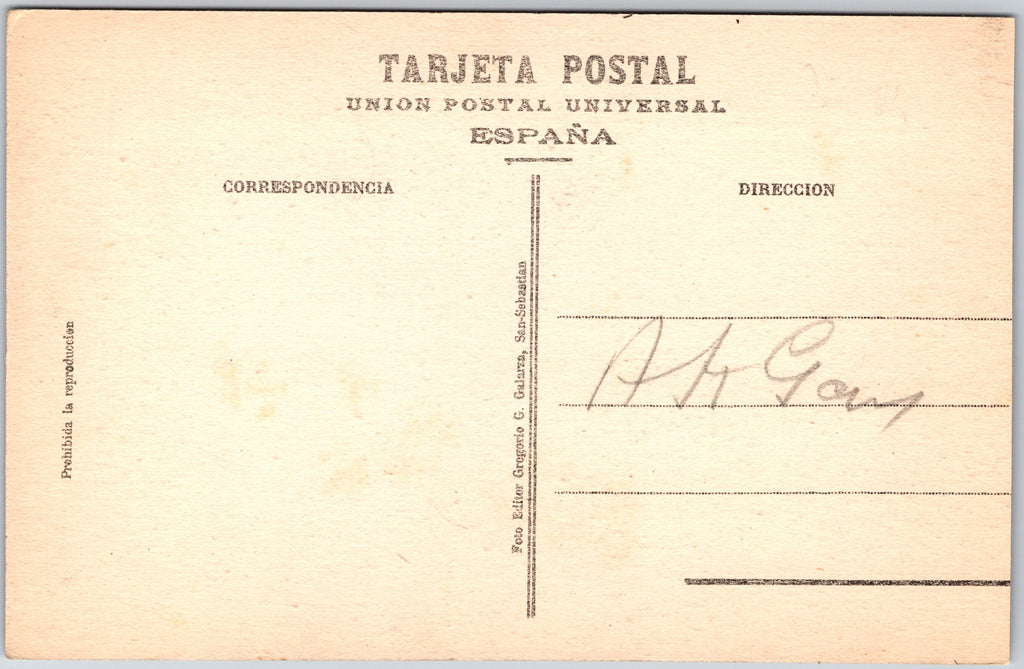 TARJETA POSTAL
UNION POSTAL UNIVERSAL
ESPAÑA
CORRESPONDENCIA
DIRECCION
Prohibida la reproduccion
Foto Editor Gregorio G. Galarza, San-Sebastian
A